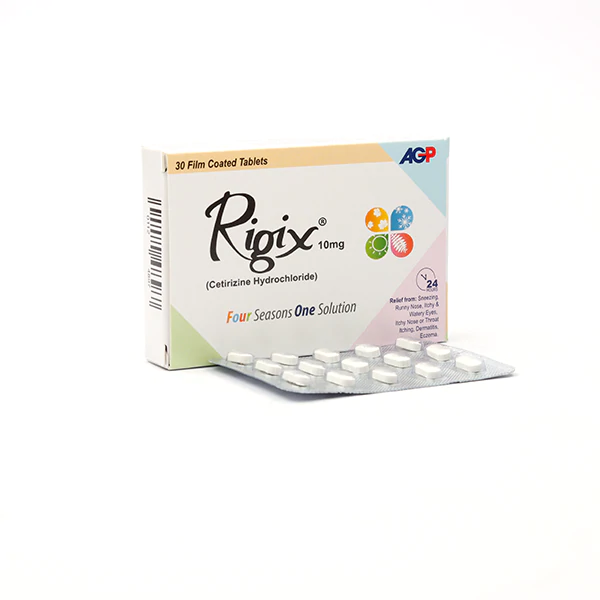 30 Film Coated Tablets
AGP
Rigix® 10mg
(Cetirizine Hydrochloride)
Four Seasons One Solution
24
HOURS
Relief from: Sneezing,
Runny Nose, Itchy &
Watery Eyes,
Itchy Nose or Throat
Itching, Dermatitis,
Eczema,